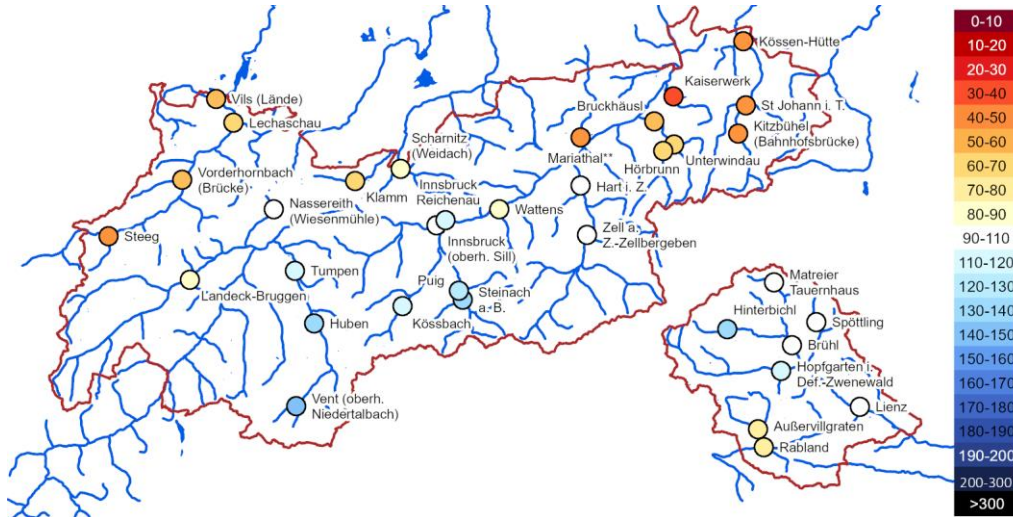 Kössen-Hütte
Kaiserwerk
Vils (Lände)
Bruckhäusl
St Johann i. T.
Lechaschau
Kitzbühel
(Bahnhofsbrücke)
Scharnitz
(Weidach)
Mariathal**
Unterwindau
Hörbrunn
Vorderhornbach
(Brücke)
Klamm
Innsbruck
Reichenau
Hart i. Z.
Nassereith
(Wiesenmühle)
Wattens
Steeg
Innsbruck
(oberh. Sill)
Zell a.
Z.-Zellbergeben
Tumpen
Puig
Landeck-Bruggen
Steinach
a. B.
Kössbach
Huben
Vent (oberh.
Niedertalbach)
Matreier
Tauernhaus
Hinterbichl
Spöttling
Brühl
Hopfgarten i.
Def.-Zwenewald
Lienz
Außervillgraten
Rabland
0-10
10-20
20-30
30-40
40-50
50-60
60-70
70-80
80-90
90-110
110-120
120-130
130-140
140-150
150-160
160-170
170-180
180-190
190-200
200-300
>300